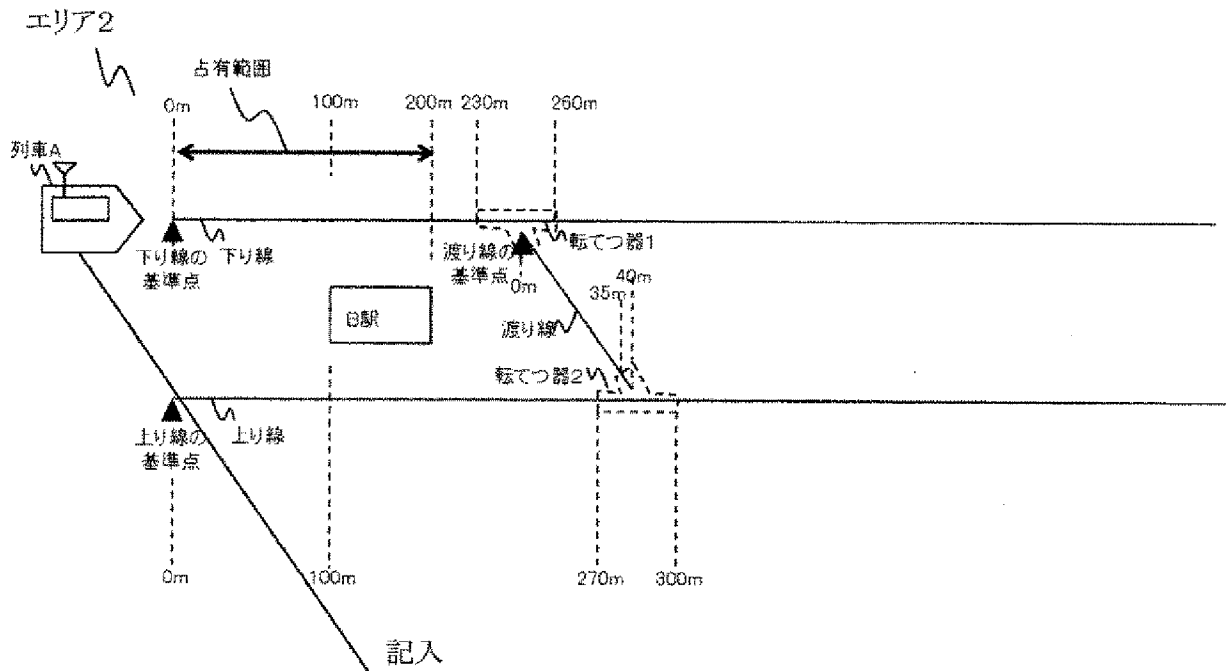 エリア2
占有範囲
0m
100m
200m
230m
260m
列車A
下り線の
基準点
下り線
渡り線の
基準点
転てつ器1
0m
40m
35m
B駅
渡り線
転てつ器2
上り線の
基準点
上り線
0m
100m
270m
300m
記入